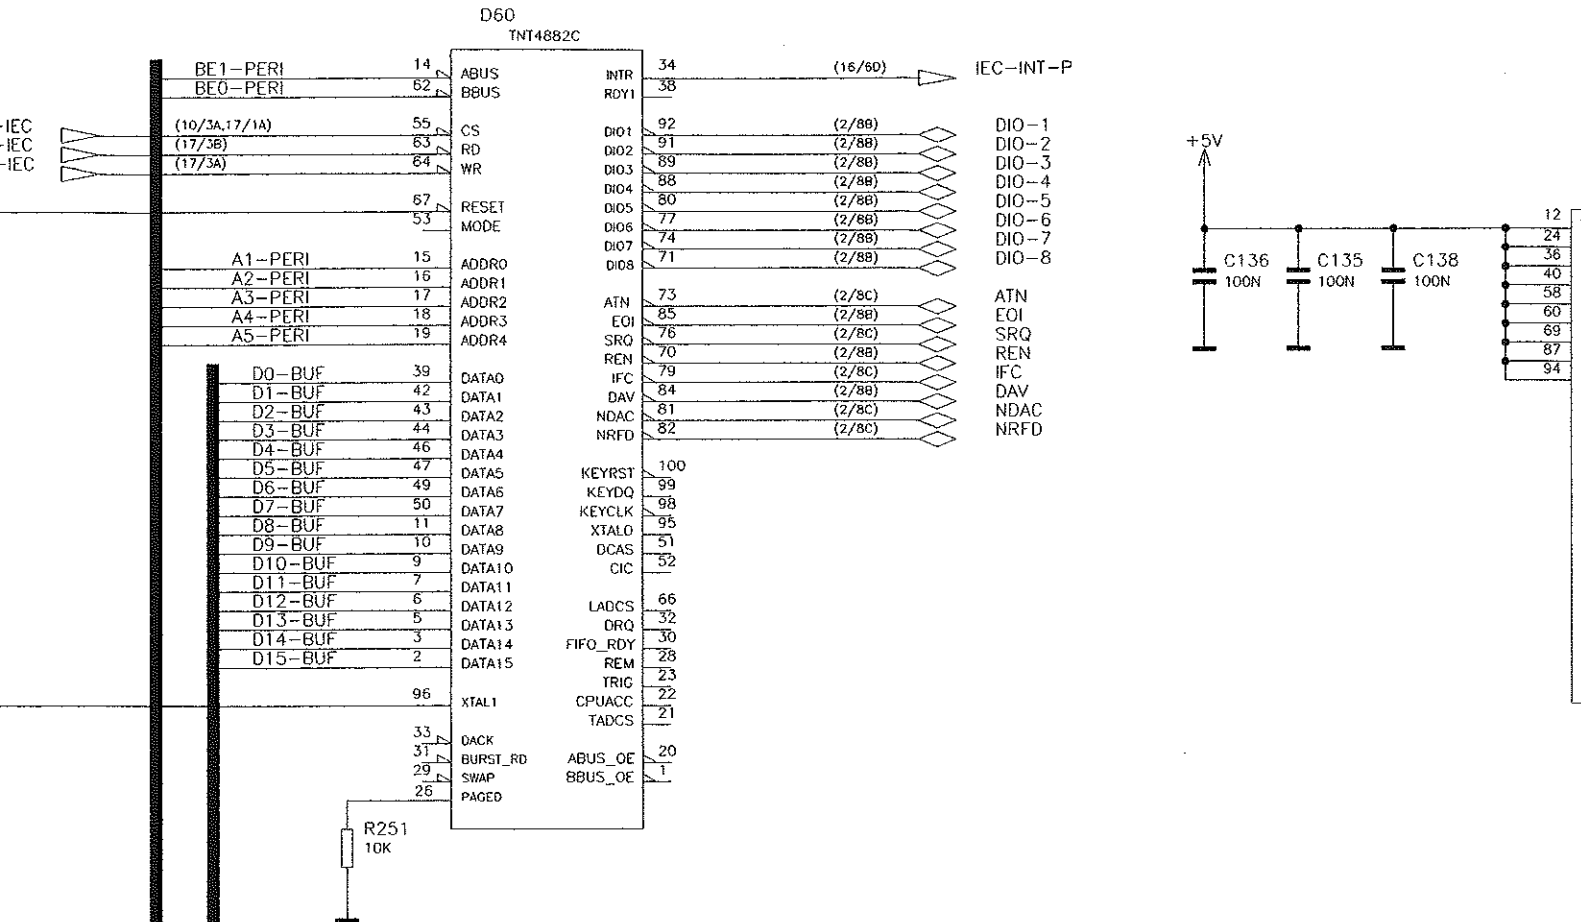 D60
TNT4882C
BE1-PERI 14 ABUS INTR 34 (16/6D) IEC-INT-P
BE0-PERI 62 BBUS RDY1 38
-IEC (10/3A,17/1A) 55 CS DIO1 92 (2/8B) DIO-1
-IEC (17/3B) 63 RD DIO2 91 (2/8B) DIO-2
-IEC (17/3A) 64 WR DIO3 89 (2/8B) DIO-3
DIO4 88 (2/8B) DIO-4
67 RESET DIO5 80 (2/8B) DIO-5
53 MODE DIO6 77 (2/8B) DIO-6
DIO7 74 (2/8B) DIO-7
A1-PERI 15 ADDR0 DIO8 71 (2/8B) DIO-8
A2-PERI 16 ADDR1
A3-PERI 17 ADDR2 ATN 73 (2/8C) ATN
A4-PERI 18 ADDR3 EOI 85 (2/8B) EOI
A5-PERI 19 ADDR4 SRQ 76 (2/8C) SRQ
REN 70 (2/8B) REN
D0-BUF 39 DATA0 IFC 79 (2/8C) IFC
D1-BUF 42 DATA1 DAV 84 (2/8B) DAV
D2-BUF 43 DATA2 NDAC 81 (2/8C) NDAC
D3-BUF 44 DATA3 NRFD 82 (2/8C) NRFD
D4-BUF 46 DATA4
D5-BUF 47 DATA5 KEYRST 100
D6-BUF 49 DATA6 KEYDQ 99
D7-BUF 50 DATA7 KEYCLK 98
D8-BUF 11 DATA8 XTALO 95
D9-BUF 10 DATA9 DCAS 51
D10-BUF 9 DATA10 CIC 52
D11-BUF 7 DATA11
D12-BUF 6 DATA12 LADCS 66
D13-BUF 5 DATA13 DRQ 32
D14-BUF 3 DATA14 FIFO_RDY 30
D15-BUF 2 DATA15 REM 28
TRIG 23
96 XTAL1 CPUACC 22
TADCS 21
33 DACK
31 BURST_RD ABUS_OE 20
29 SWAP BBUS_OE 1
26 PAGED
R251
10K
+5V
C136
100N
C135
100N
C138
100N
12
24
36
40
58
60
69
87
94